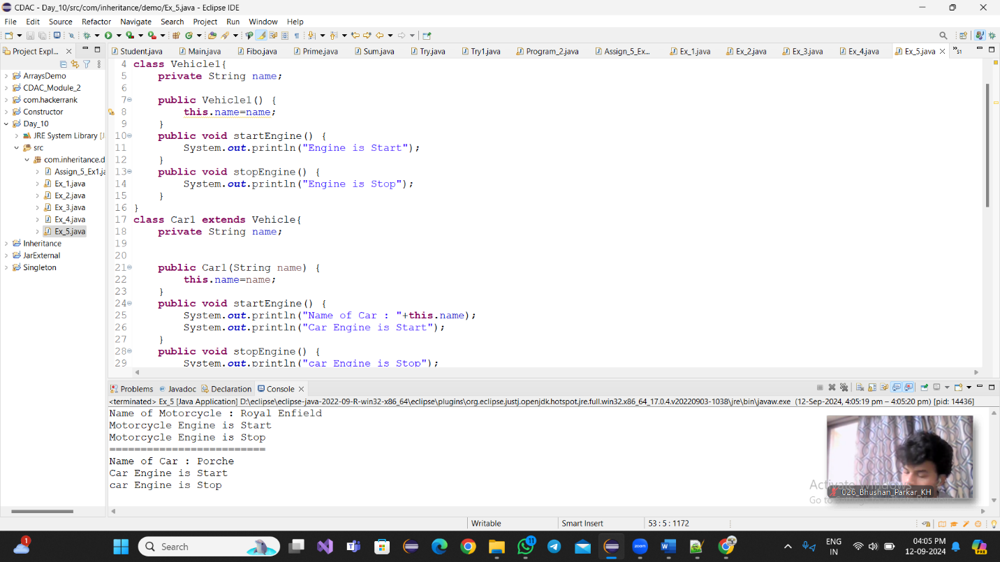 CDAC - Day_10/src/com/inheritance/demo/Ex_5.java - Eclipse IDE
File Edit Source Refactor Navigate Search Project Run Window Help
Project Expl...
Student.java Main.java Fibo.java Prime.java Sum.java Try.java Try1.java Program_2.java Assign_5_Ex... Ex_1.java Ex_2.java Ex_3.java Ex_4.java Ex_5.java »51
ArraysDemo
CDAC_Module_2
com.hackerrank
Constructor
Day_10
JRE System Library [J
src
com.inheritance.d
Assign_5_Ex1.ja
Ex_1.java
Ex_2.java
Ex_3.java
Ex_4.java
Ex_5.java
Inheritance
JarExternal
Singleton
4 class Vehicle1{
5 private String name;
6
7 public Vehicle1() {
8 this.name=name;
9 }
10 public void startEngine() {
11 System.out.println("Engine is Start");
12 }
13 public void stopEngine() {
14 System.out.println("Engine is Stop");
15 }
16 }
17 class Car1 extends Vehicle{
18 private String name;
19
20
21 public Car1(String name) {
22 this.name=name;
23 }
24 public void startEngine() {
25 System.out.println("Name of Car : "+this.name);
26 System.out.println("Car Engine is Start");
27 }
28 public void stopEngine() {
29 System.out.println("car Engine is Stop");
Problems Javadoc Declaration Console
<terminated> Ex_5 [Java Application] D:\eclipse\eclipse-java-2022-09-R-win32-x86_64\eclipse\plugins\org.eclipse.justj.openjdk.hotspot.jre.full.win32.x86_64_17.0.4.v20220903-1038\jre\bin\javaw.exe (12-Sep-2024, 4:05:19 pm – 4:05:20 pm) [pid: 14436]
Name of Motorcycle : Royal Enfield
Motorcycle Engine is Start
Motorcycle Engine is Stop
=========================
Name of Car : Porche
Car Engine is Start
car Engine is Stop
Activate Windows
026_Bhushan_Parkar_KH
Go to
Writable Smart Insert 53 : 5 : 1172
1
Search
zoom
11
ENG
IN
04:05 PM
12-09-2024
PRE